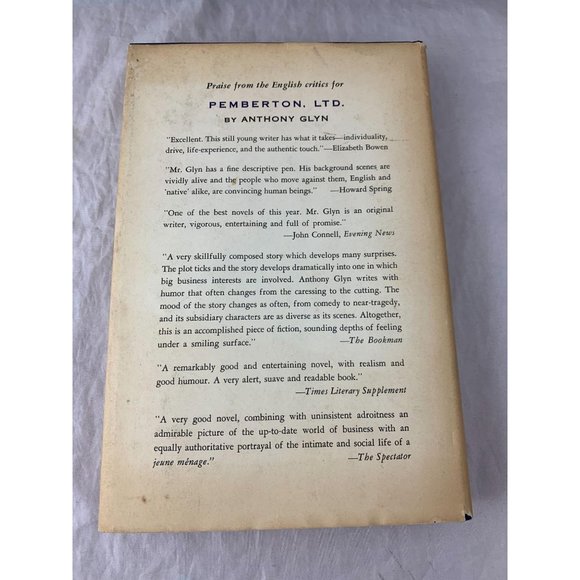 Praise from the English critics for
PEMBERTON, LTD.
BY ANTHONY GLYN
"Excellent. This still young writer has what it takes—individuality,
drive, life-experience, and the authentic touch."—Elizabeth Bowen
"Mr. Glyn has a fine descriptive pen. His background scenes are
vividly alive and the people who move against them, English and
'native' alike, are convincing human beings." —Howard Spring
"One of the best novels of this year. Mr. Glyn is an original
writer, vigorous, entertaining and full of promise."
—John Connell, Evening News
"A very skillfully composed story which develops many surprises.
The plot ticks and the story develops dramatically into one in which
big business interests are involved. Anthony Glyn writes with
humor that often changes from the caressing to the cutting. The
mood of the story changes as often, from comedy to near-tragedy,
and its subsidiary characters are as diverse as its scenes. Altogether,
this is an accomplished piece of fiction, sounding depths of feeling
under a smiling surface." —The Bookman
"A remarkably good and entertaining novel, with realism and
good humour. A very alert, suave and readable book."
—Times Literary Supplement
"A very good novel, combining with uninsistent adroitness an
admirable picture of the up-to-date world of business with an
equally authoritative portrayal of the intimate and social life of a
jeune ménage." —The Spectator